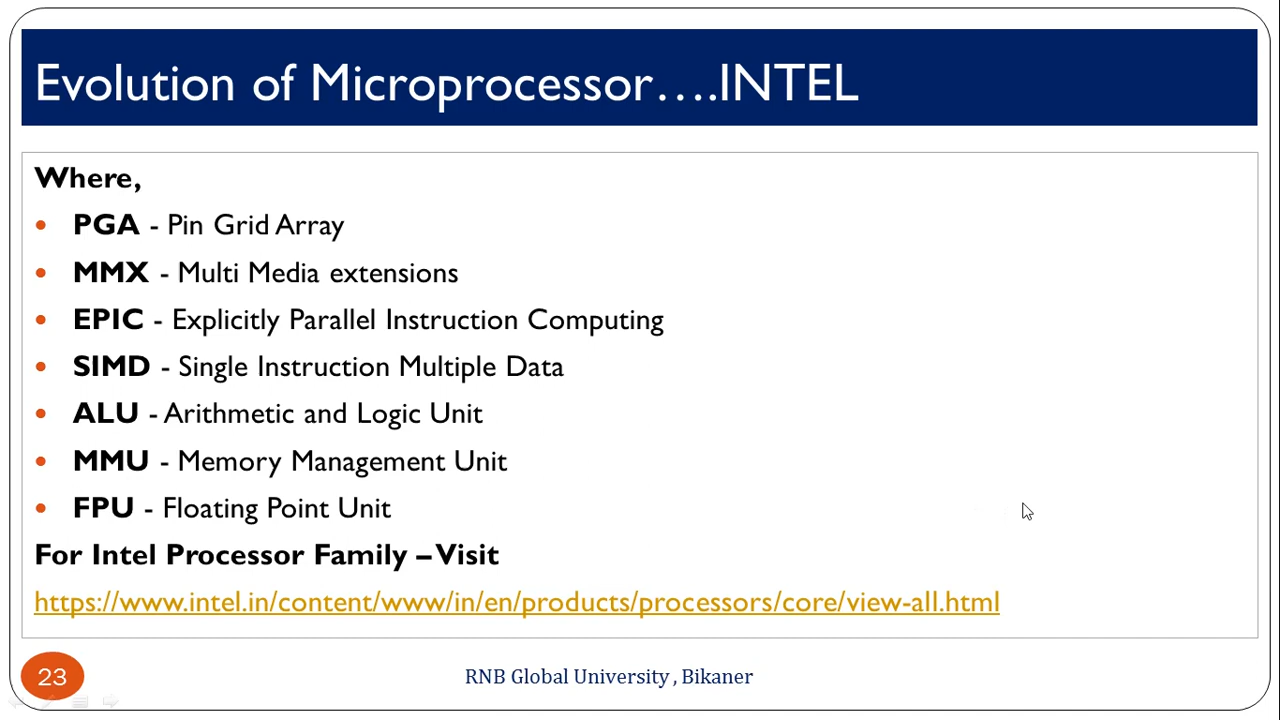 Evolution of Microprocessor….INTEL
Where,
• PGA - Pin Grid Array
• MMX - Multi Media extensions
• EPIC - Explicitly Parallel Instruction Computing
• SIMD - Single Instruction Multiple Data
• ALU - Arithmetic and Logic Unit
• MMU - Memory Management Unit
• FPU - Floating Point Unit
For Intel Processor Family – Visit
https://www.intel.in/content/www/in/en/products/processors/core/view-all.html
23
RNB Global University , Bikaner